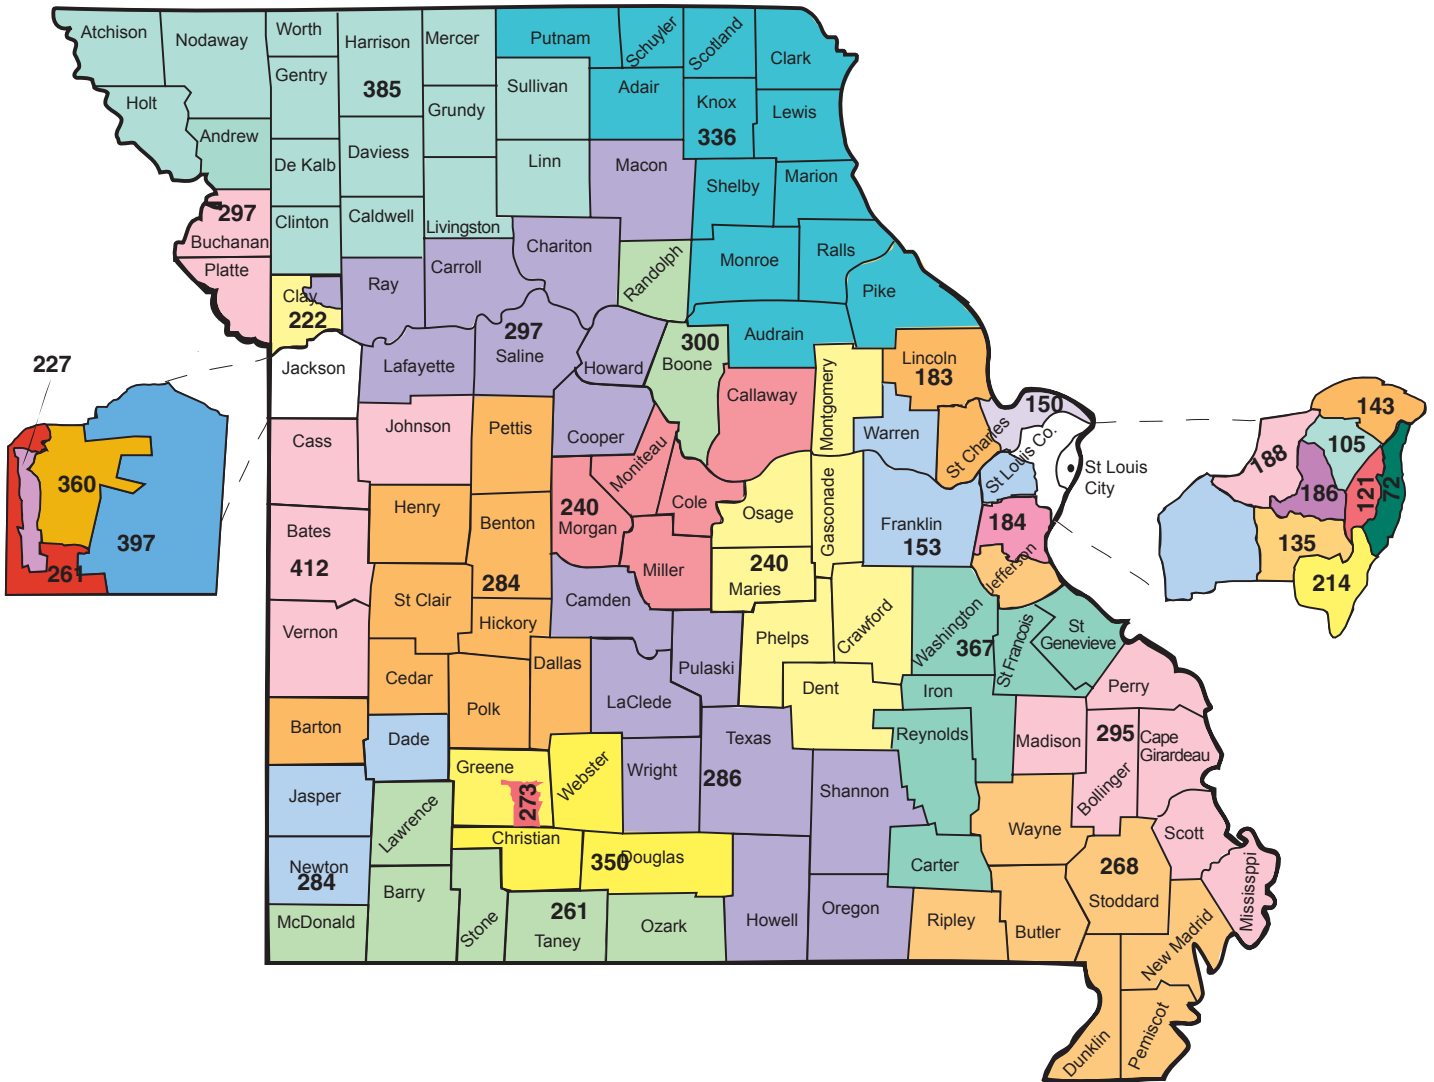 Atchison
Nodaway
Worth
Harrison
385
Mercer
Putnam
Schuyler
Scotland
Clark
Holt
Gentry
Grundy
Sullivan
Adair
Knox
336
Lewis
Andrew
De Kalb
Daviess
Linn
Macon
Shelby
Marion
297
Buchanan
Clinton
Caldwell
Livingston
Chariton
Randolph
Monroe
Ralls
Platte
Clay
222
Ray
Carroll
Pike
227
Jackson
Lafayette
297
Saline
Howard
300
Boone
Audrain
Lincoln
183
Cass
Johnson
Pettis
Cooper
Moniteau
Callaway
Montgomery
Warren
St Charles
150
St Louis Co.
St Louis
City
143
105
188
186
121
72
135
214
360
397
261
Bates
412
Henry
Benton
284
240
Morgan
Cole
Osage
Gasconade
Franklin
153
184
Jefferson
Vernon
St Clair
Hickory
Camden
Miller
240
Maries
Phelps
Crawford
Washington
367
St Francois
St
Genevieve
Cedar
Polk
Dallas
LaClede
Pulaski
Dent
Iron
Perry
Barton
Dade
Greene
273
Webster
Wright
Texas
286
Shannon
Reynolds
Madison
295
Bollinger
Cape
Girardeau
Jasper
Lawrence
Christian
350
Douglas
Carter
Wayne
Scott
Mississppi
Newton
284
McDonald
Barry
Stone
261
Taney
Ozark
Howell
Oregon
Ripley
Butler
268
Stoddard
New Madrid
Dunklin
Pemiscot